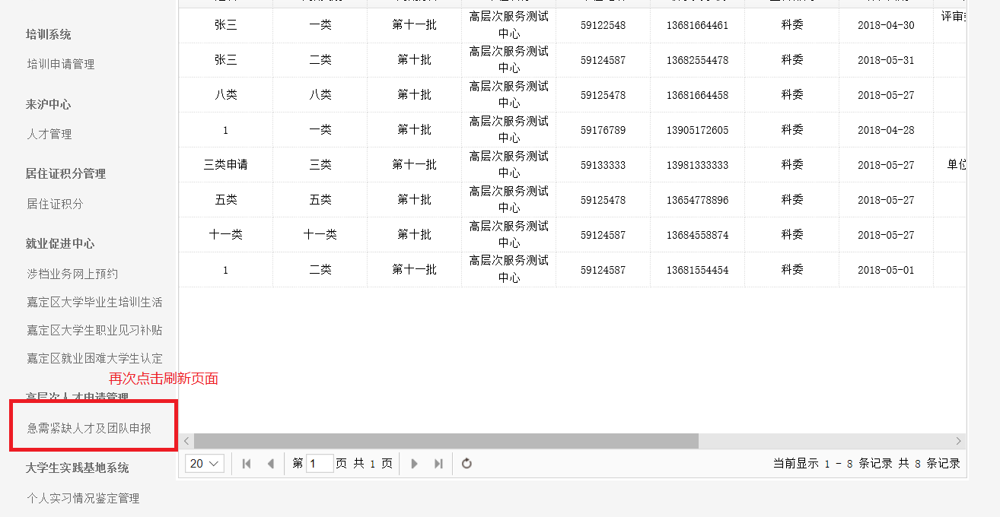 培训系统
培训申请管理
来沪中心
人才管理
居住证积分管理
居住证积分
就业促进中心
涉档业务网上预约
嘉定区大学毕业生培训生活
嘉定区大学生职业见习补贴
嘉定区就业困难大学生认定
再次点击刷新页面
高层次人才申请管理
急需紧缺人才及团队申报
大学生实践基地系统
个人实习情况鉴定管理
张三 一类 第十一批 高层次服务测试中心 59122548 13681664461 科委 2018-04-30 评审
张三 二类 第十批 高层次服务测试中心 59124587 13682554478 科委 2018-05-31
八类 八类 第十批 高层次服务测试中心 59125478 13681664458 科委 2018-05-27
1 一类 第十批 高层次服务测试中心 59176789 13905172605 科委 2018-04-28
三类申请 三类 第十一批 高层次服务测试中心 59133333 13981333333 科委 2018-05-27 单位
五类 五类 第十批 高层次服务测试中心 59125478 13654778896 科委 2018-05-27
十一类 十一类 第十批 高层次服务测试中心 59124587 13684558874 科委 2018-05-27
1 二类 第十一批 高层次服务测试中心 59124587 13681554454 科委 2018-05-01
20 第 1 页 共 1 页 当前显示 1 - 8 条记录 共 8 条记录